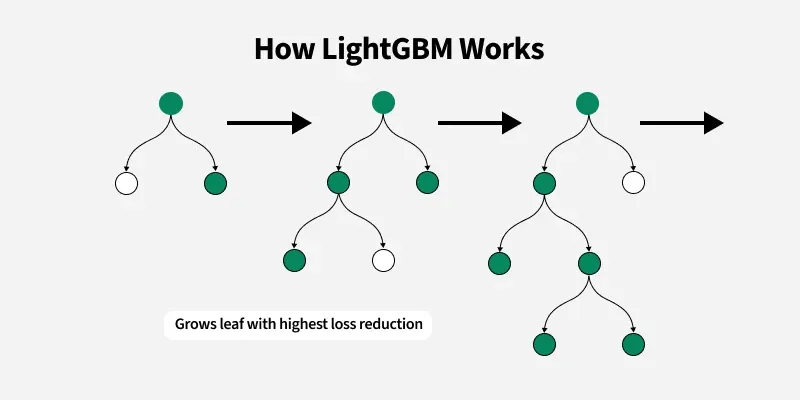 How LightGBM Works
Grows leaf with highest loss reduction